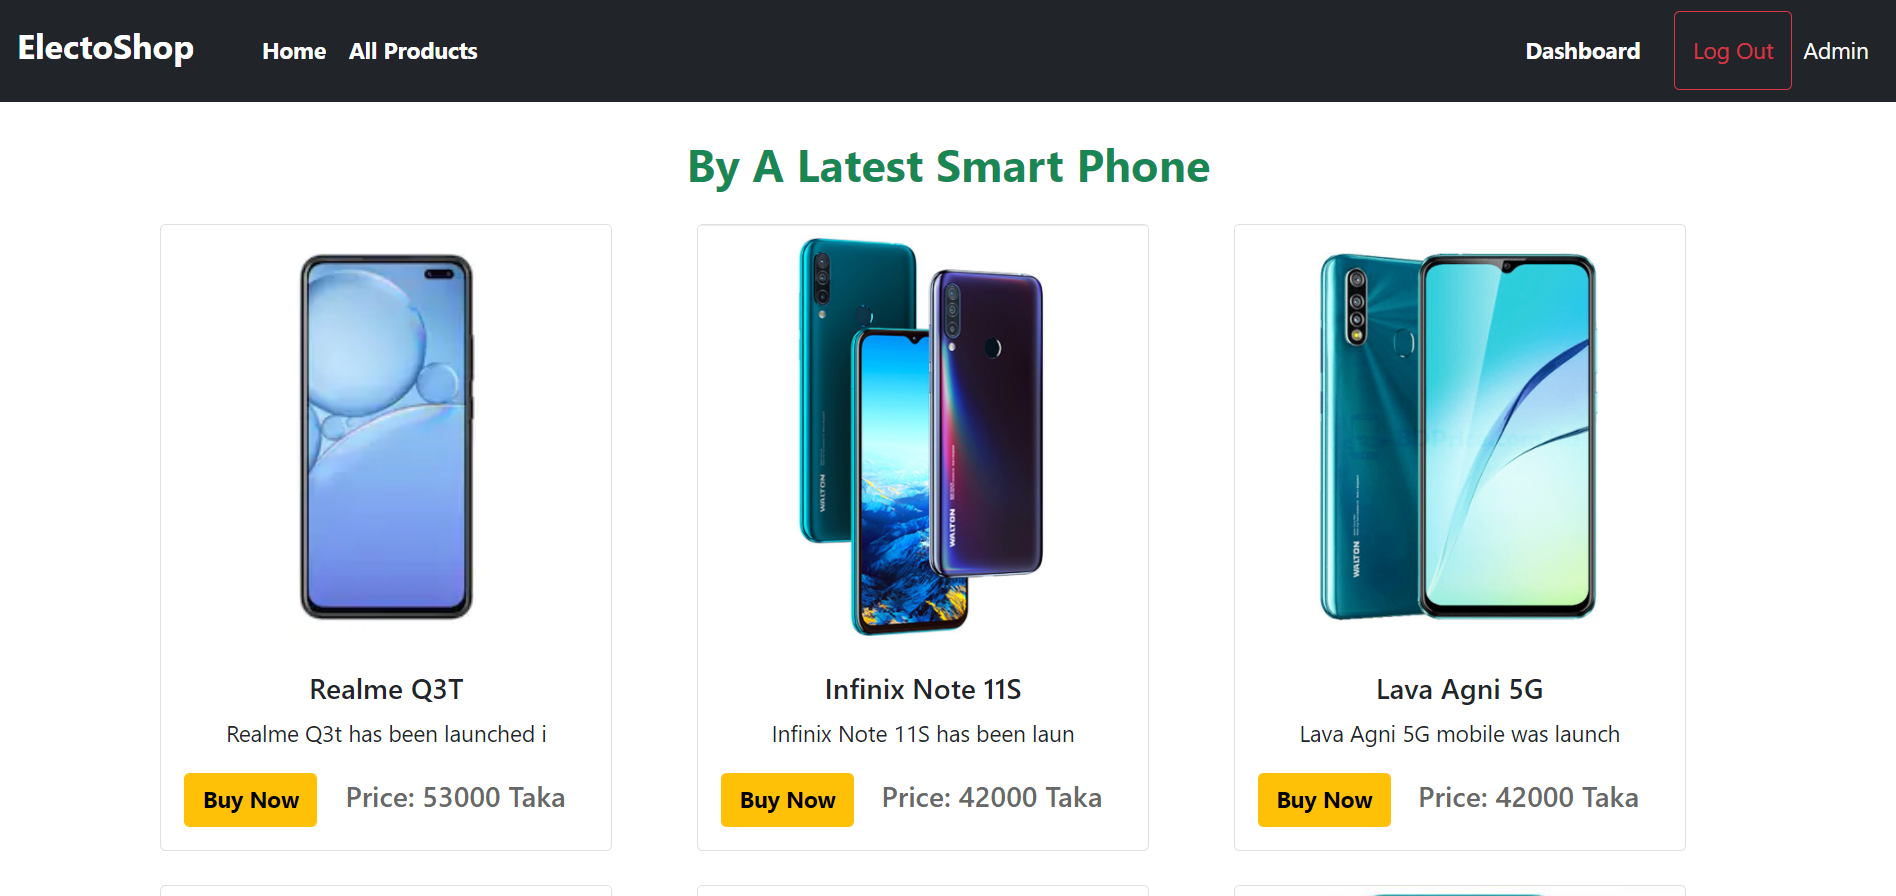 ElectoShop Home All Products Dashboard Log Out Admin
By A Latest Smart Phone
WALTON
WALTON
WALTON
Realme Q3T
Realme Q3t has been launched i
Buy Now Price: 53000 Taka
Infinix Note 11S
Infinix Note 11S has been laun
Buy Now Price: 42000 Taka
Lava Agni 5G
Lava Agni 5G mobile was launch
Buy Now Price: 42000 Taka